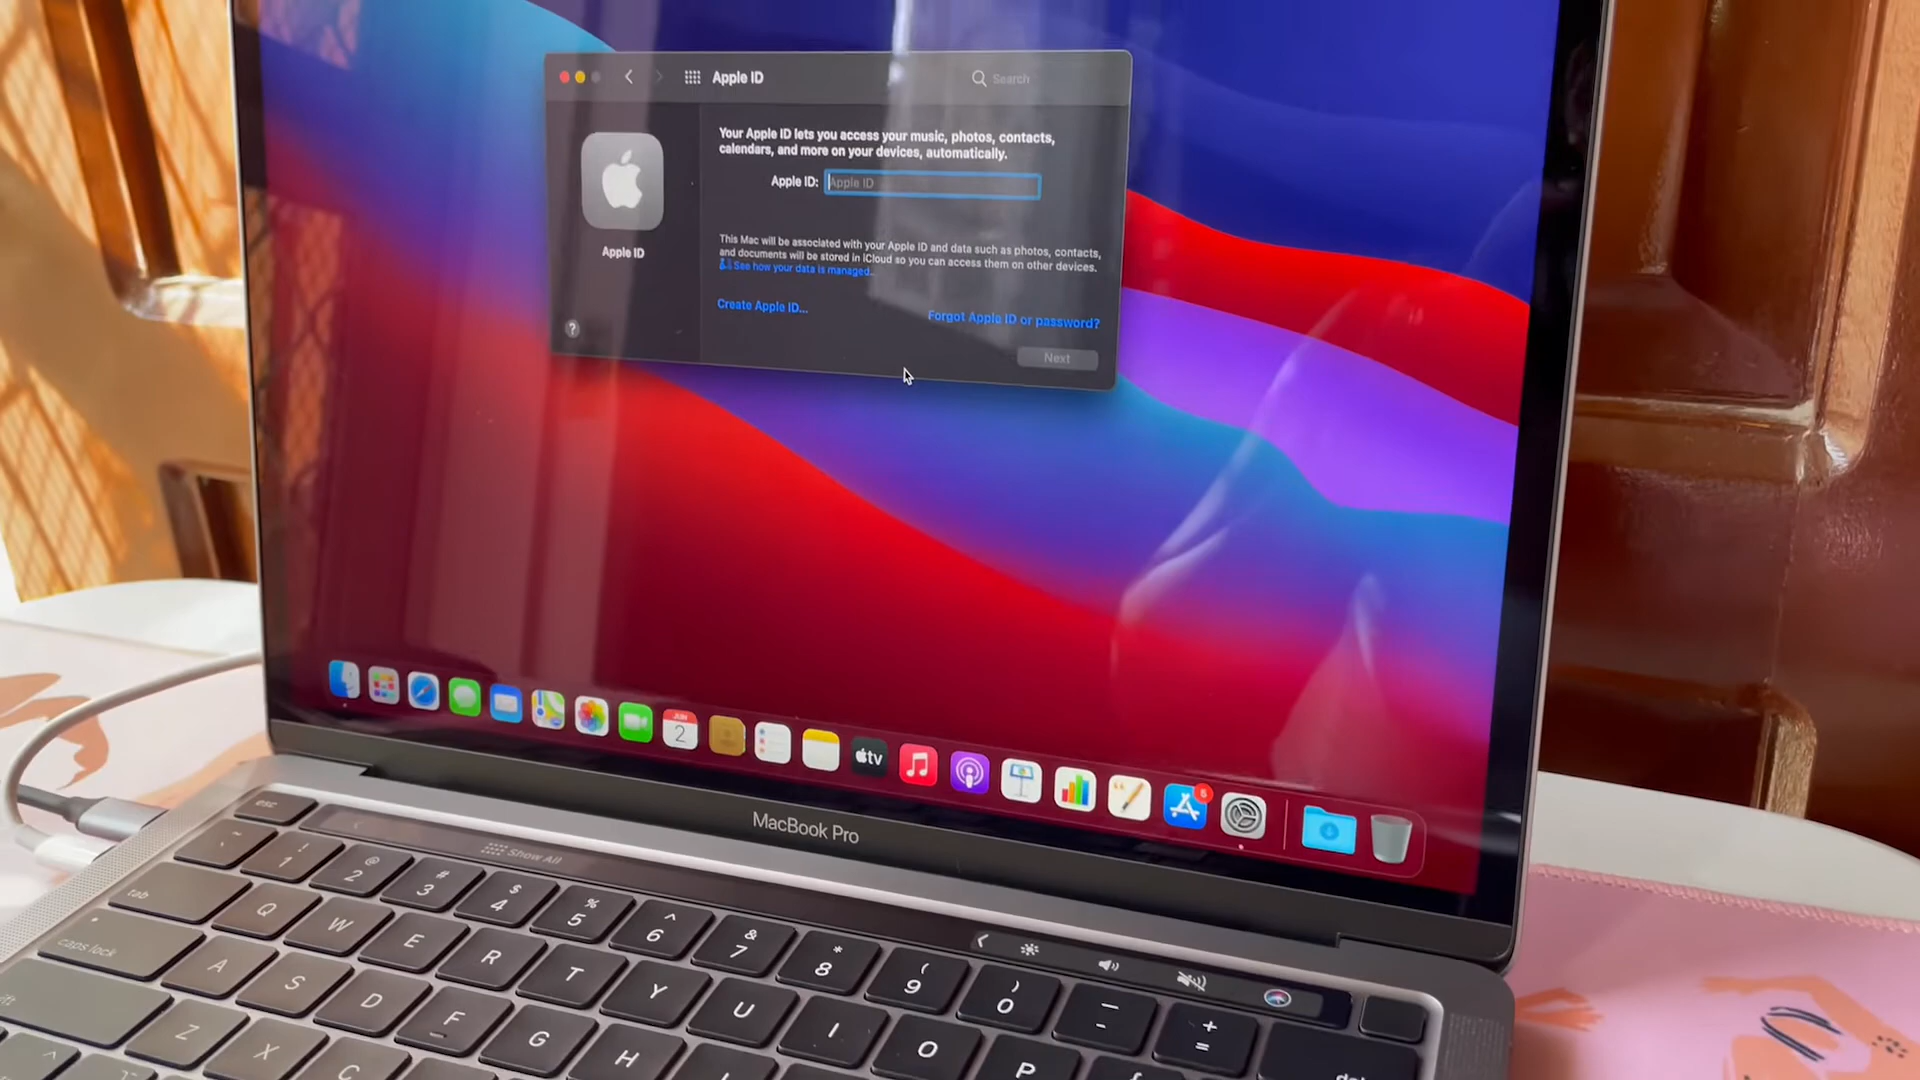 Apple ID
Search
Your Apple ID lets you access your music, photos, contacts,
calendars, and more on your devices, automatically.
Apple ID: Apple ID
Apple ID
This Mac will be associated with your Apple ID and data such as photos, contacts,
and documents will be stored in iCloud so you can access them on other devices.
See how your data is managed...
Create Apple ID...
Forgot Apple ID or password?
?
Next
JUN
2
tv
5
MacBook Pro
esc
Show All
~
! 1
@ 2
# 3
$ 4
% 5
^ 6
& 7
* 8
( 9
) 0
_ -
+ =
tab
Q W E R T Y U I O P
caps lock
A S D F G H
Z X C